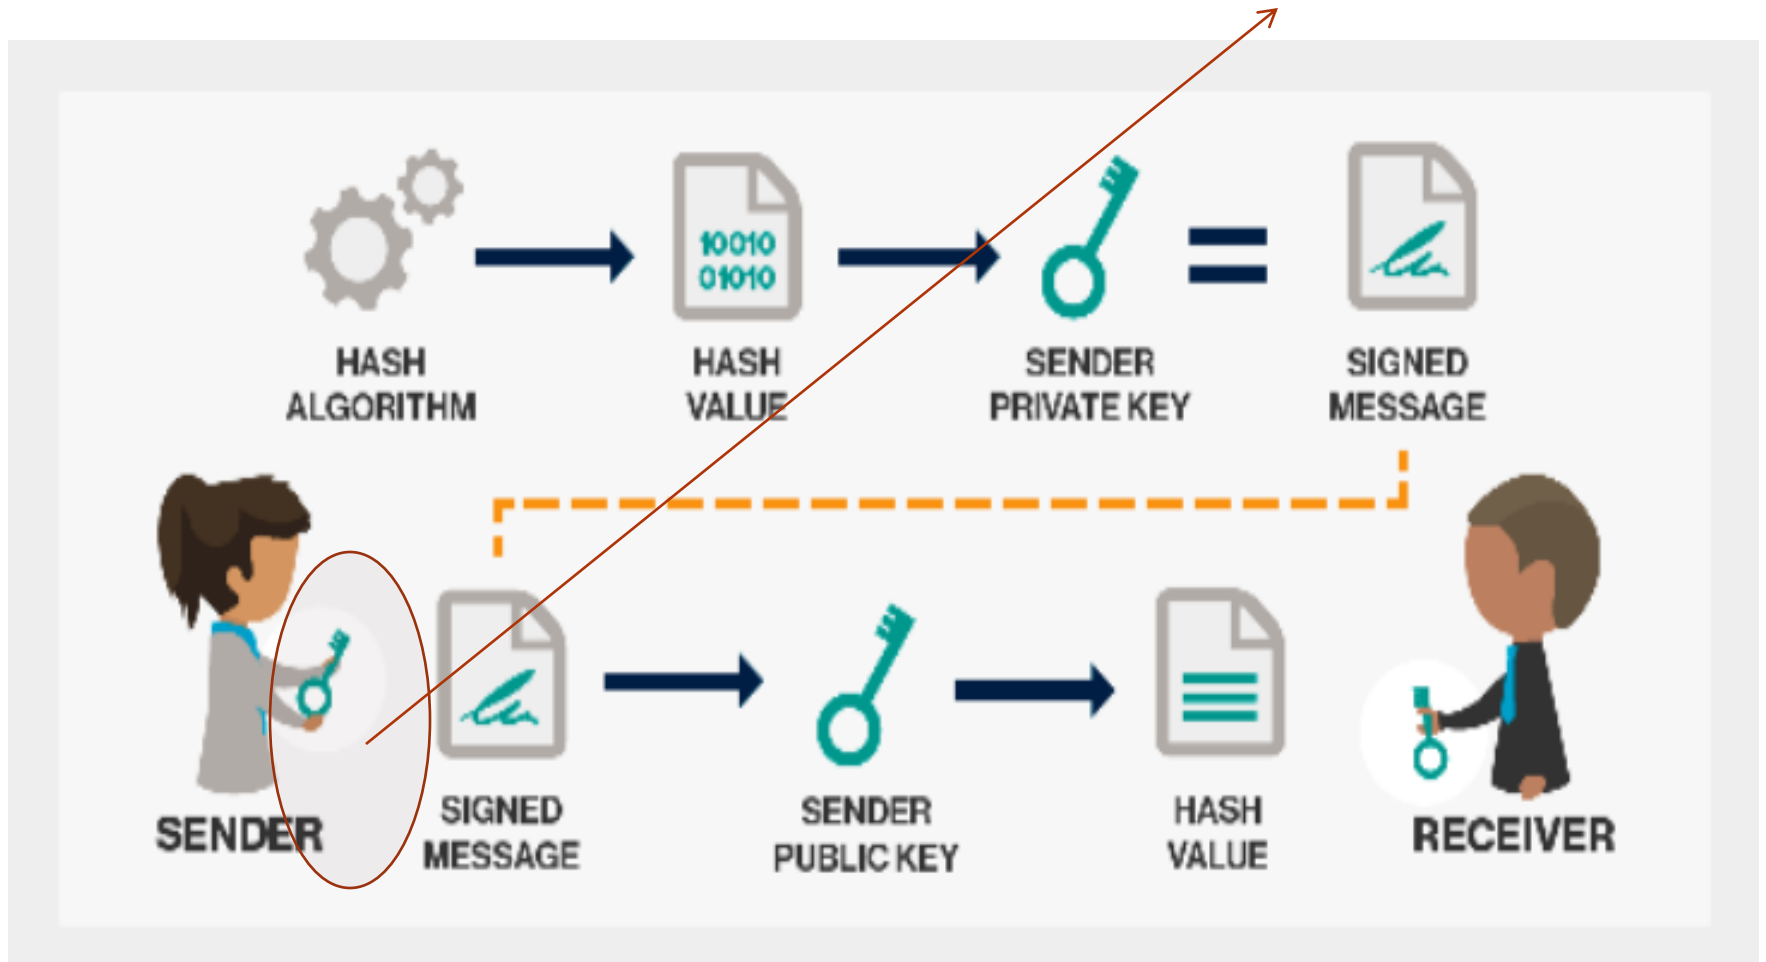 10010
01010
HASH
ALGORITHM
HASH
VALUE
SENDER
PRIVATE KEY
SIGNED
MESSAGE
SENDER
SIGNED
MESSAGE
SENDER
PUBLIC KEY
HASH
VALUE
RECEIVER